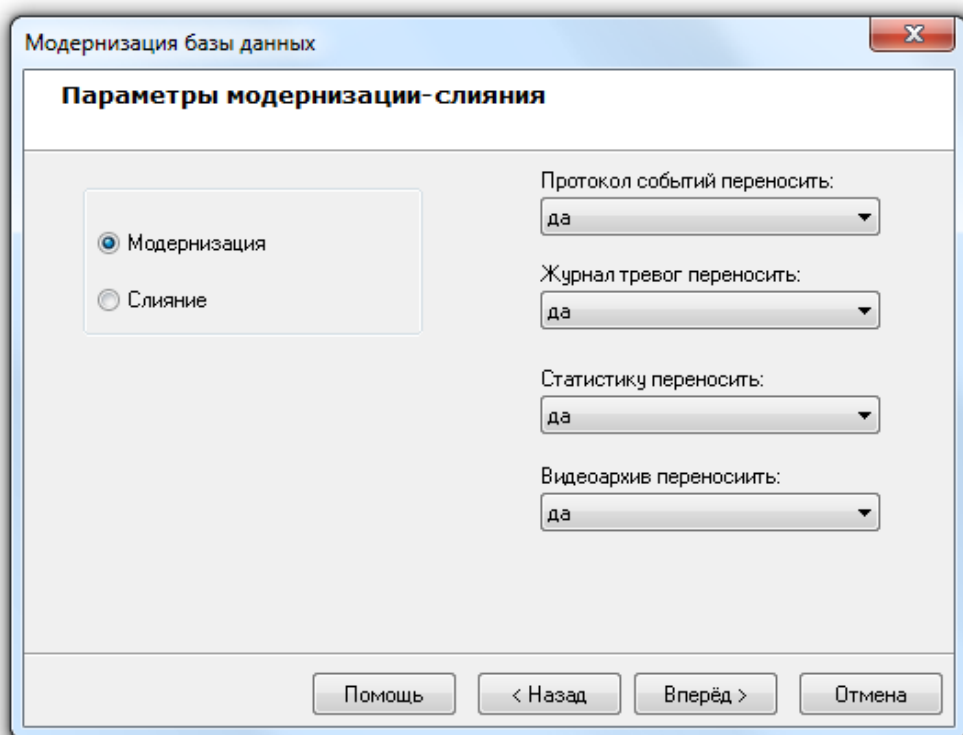 Модернизация базы данных
Параметры модернизации-слияния
Модернизация
Слияние
Протокол событий переносить:
да
Журнал тревог переносить:
да
Статистику переносить:
да
Видеоархив переносиить:
да
Помощь
< Назад
Вперёд >
Отмена